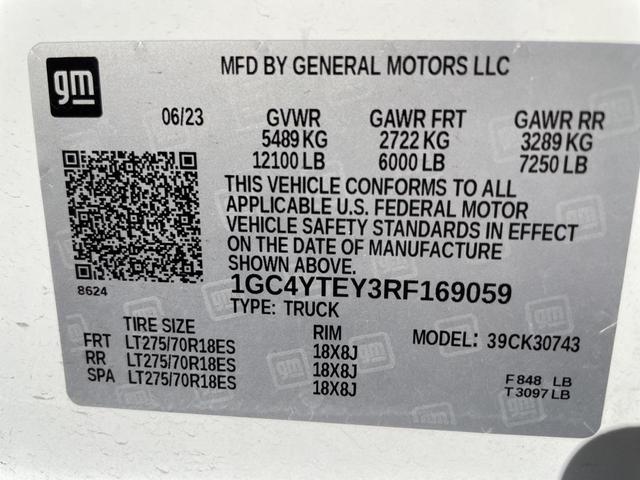 gm
MFD BY GENERAL MOTORS LLC
06/23 GVWR GAWR FRT GAWR RR
5489 KG 2722 KG 3289 KG
12100 LB 6000 LB 7250 LB
THIS VEHICLE CONFORMS TO ALL
APPLICABLE U.S. FEDERAL MOTOR
VEHICLE SAFETY STANDARDS IN EFFECT
ON THE DATE OF MANUFACTURE
SHOWN ABOVE.
8624
1GC4YTEY3RF169059
TYPE: TRUCK
TIRE SIZE RIM MODEL: 39CK30743
FRT LT275/70R18ES 18X8J
RR LT275/70R18ES 18X8J
SPA LT275/70R18ES 18X8J
F 848 LB
T 3097 LB